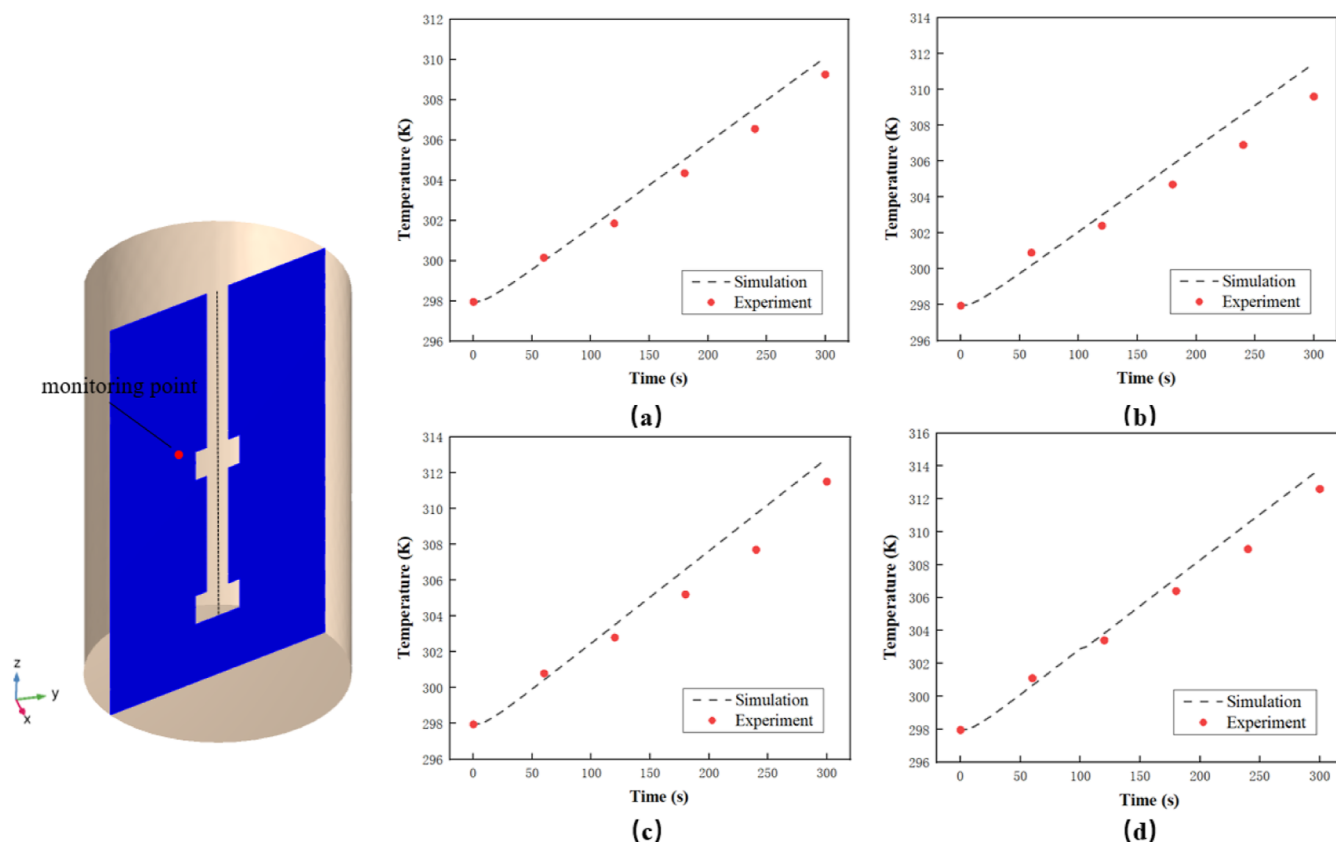 monitoring point
z
y
x
312
310
308
306
304
302
300
298
296
Temperature (K)
0 50 100 150 200 250 300
Time (s)
Simulation
Experiment
(a)
314
312
310
308
306
304
302
300
298
296
Temperature (K)
0 50 100 150 200 250 300
Time (s)
Simulation
Experiment
(b)
314
312
310
308
306
304
302
300
298
296
Temperature (K)
0 50 100 150 200 250 300
Time (s)
Simulation
Experiment
(c)
316
314
312
310
308
306
304
302
300
298
296
Temperature (K)
0 50 100 150 200 250 300
Time (s)
Simulation
Experiment
(d)